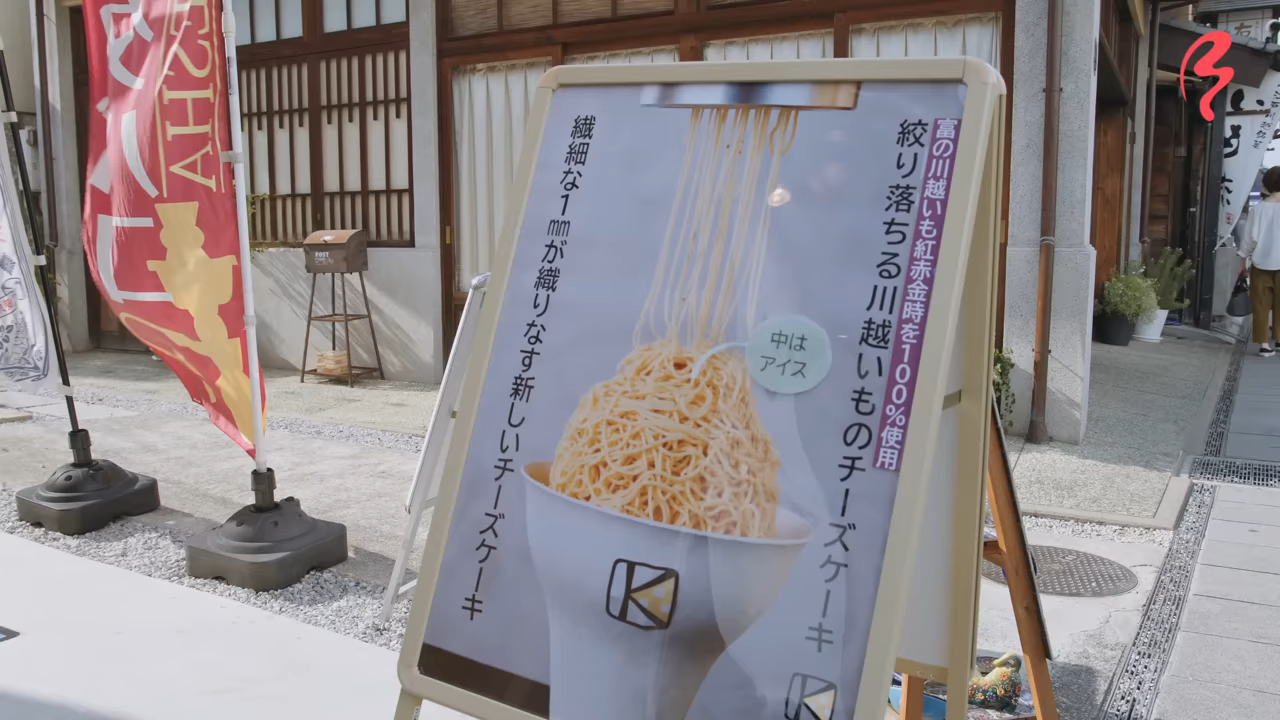 富の川越いも紅赤金時を100%使用
絞り落ちる川越いものチーズケーキ
中は
アイス
繊細な1㎜が織りなす新しいチーズケーキ
K
K
POST